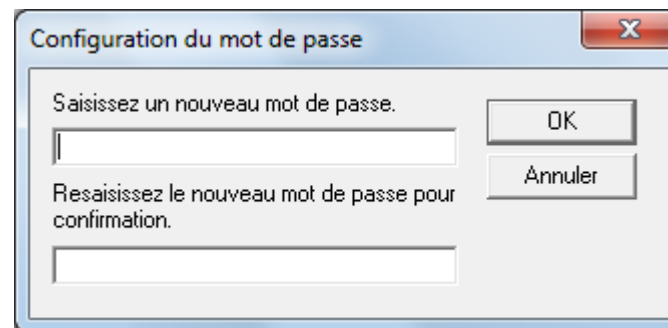 Configuration du mot de passe
Saisissez un nouveau mot de passe.
OK
Annuler
Resaisissez le nouveau mot de passe pour
confirmation.